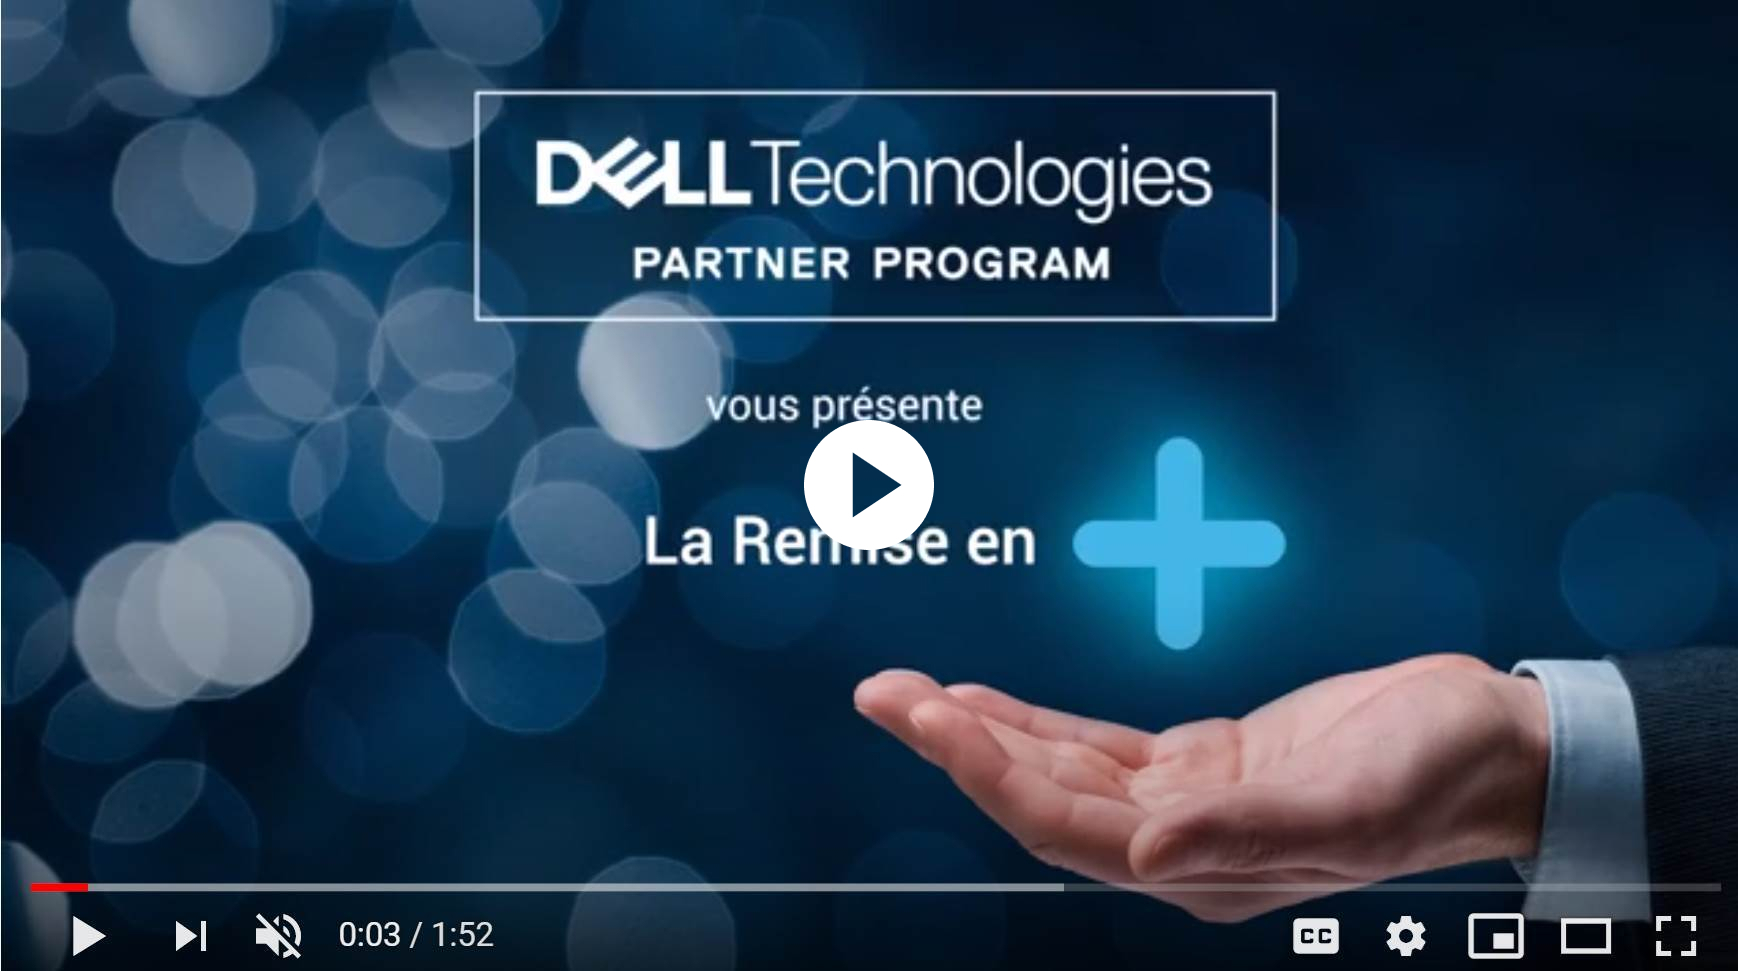 DELL Technologies
PARTNER PROGRAM
vous présente
La Remise en +
0:03 / 1:52
CC